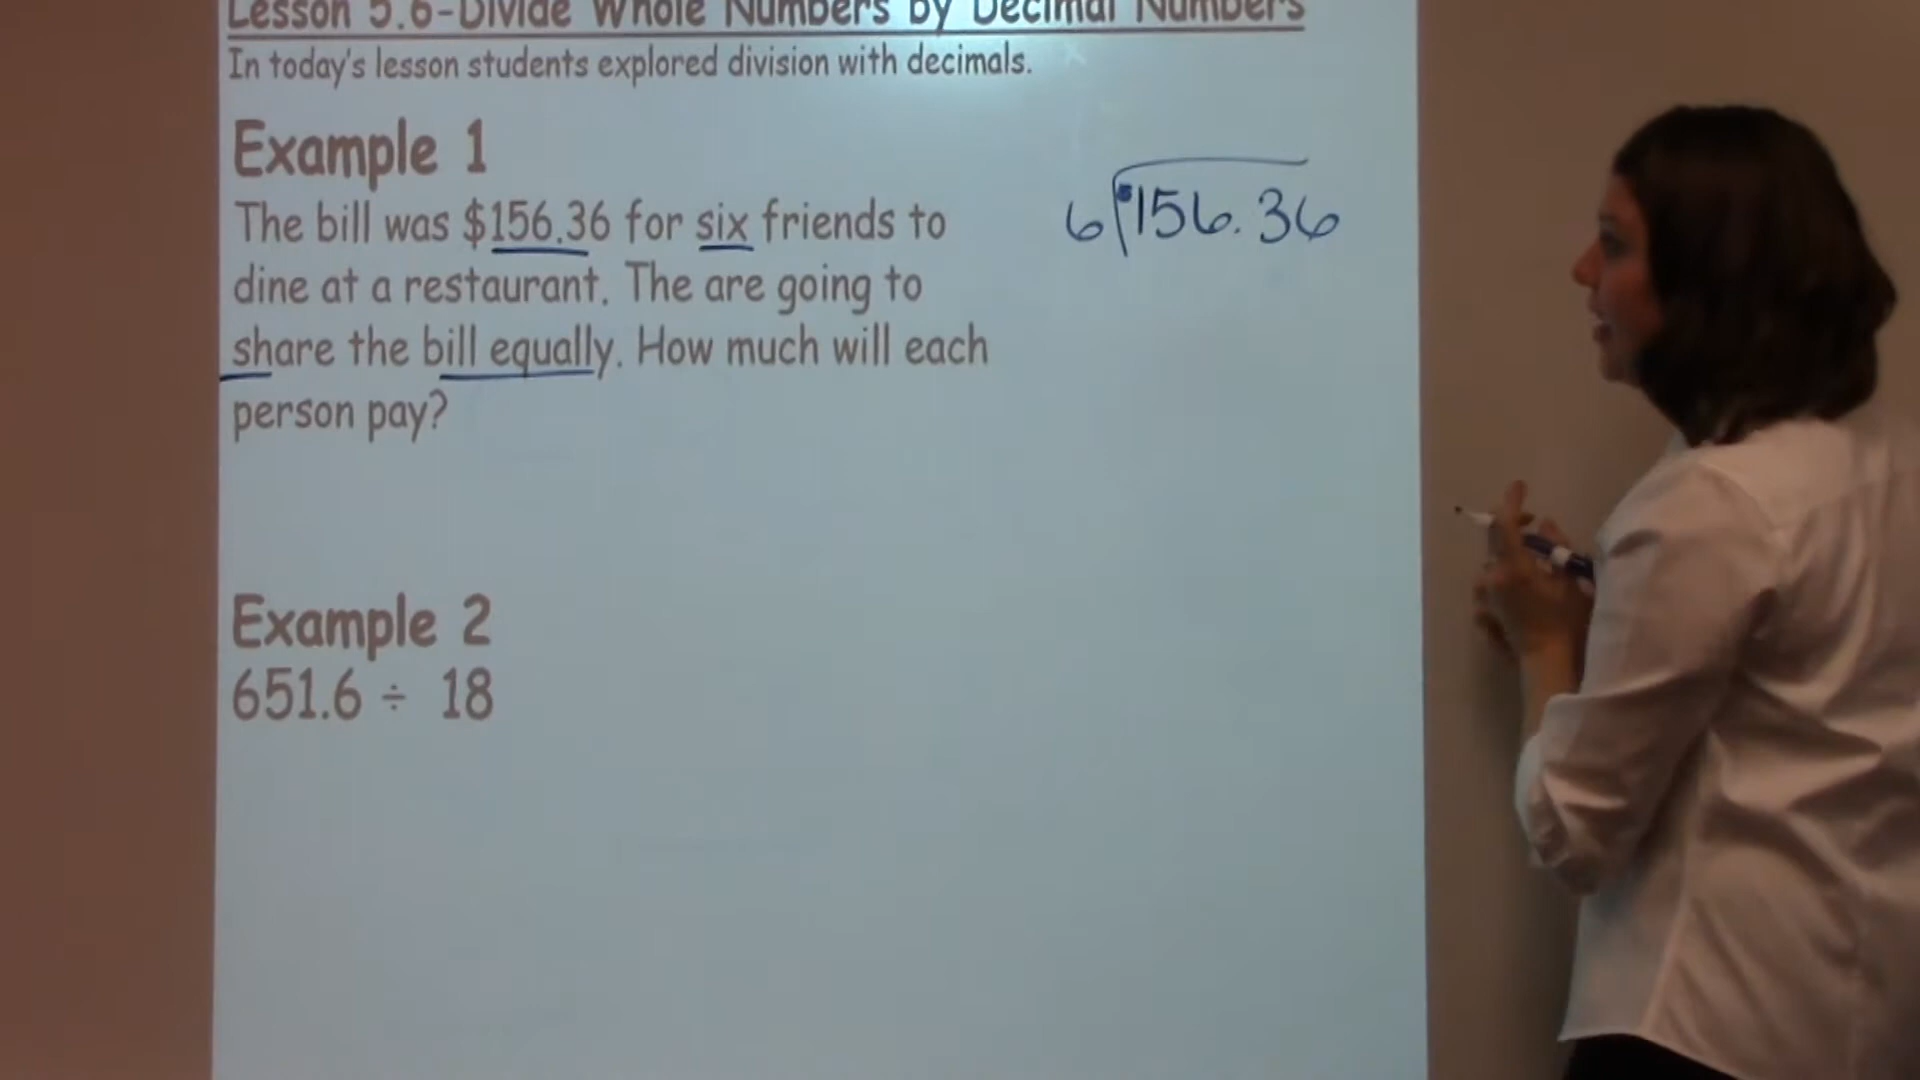 Lesson 5.6-Divide Whole Numbers by Decimal Numbers
In today's lesson students explored division with decimals.
Example 1
The bill was $156.36 for six friends to
dine at a restaurant. The are going to
share the bill equally. How much will each
person pay?
6 156.36
Example 2
651.6 ÷ 18